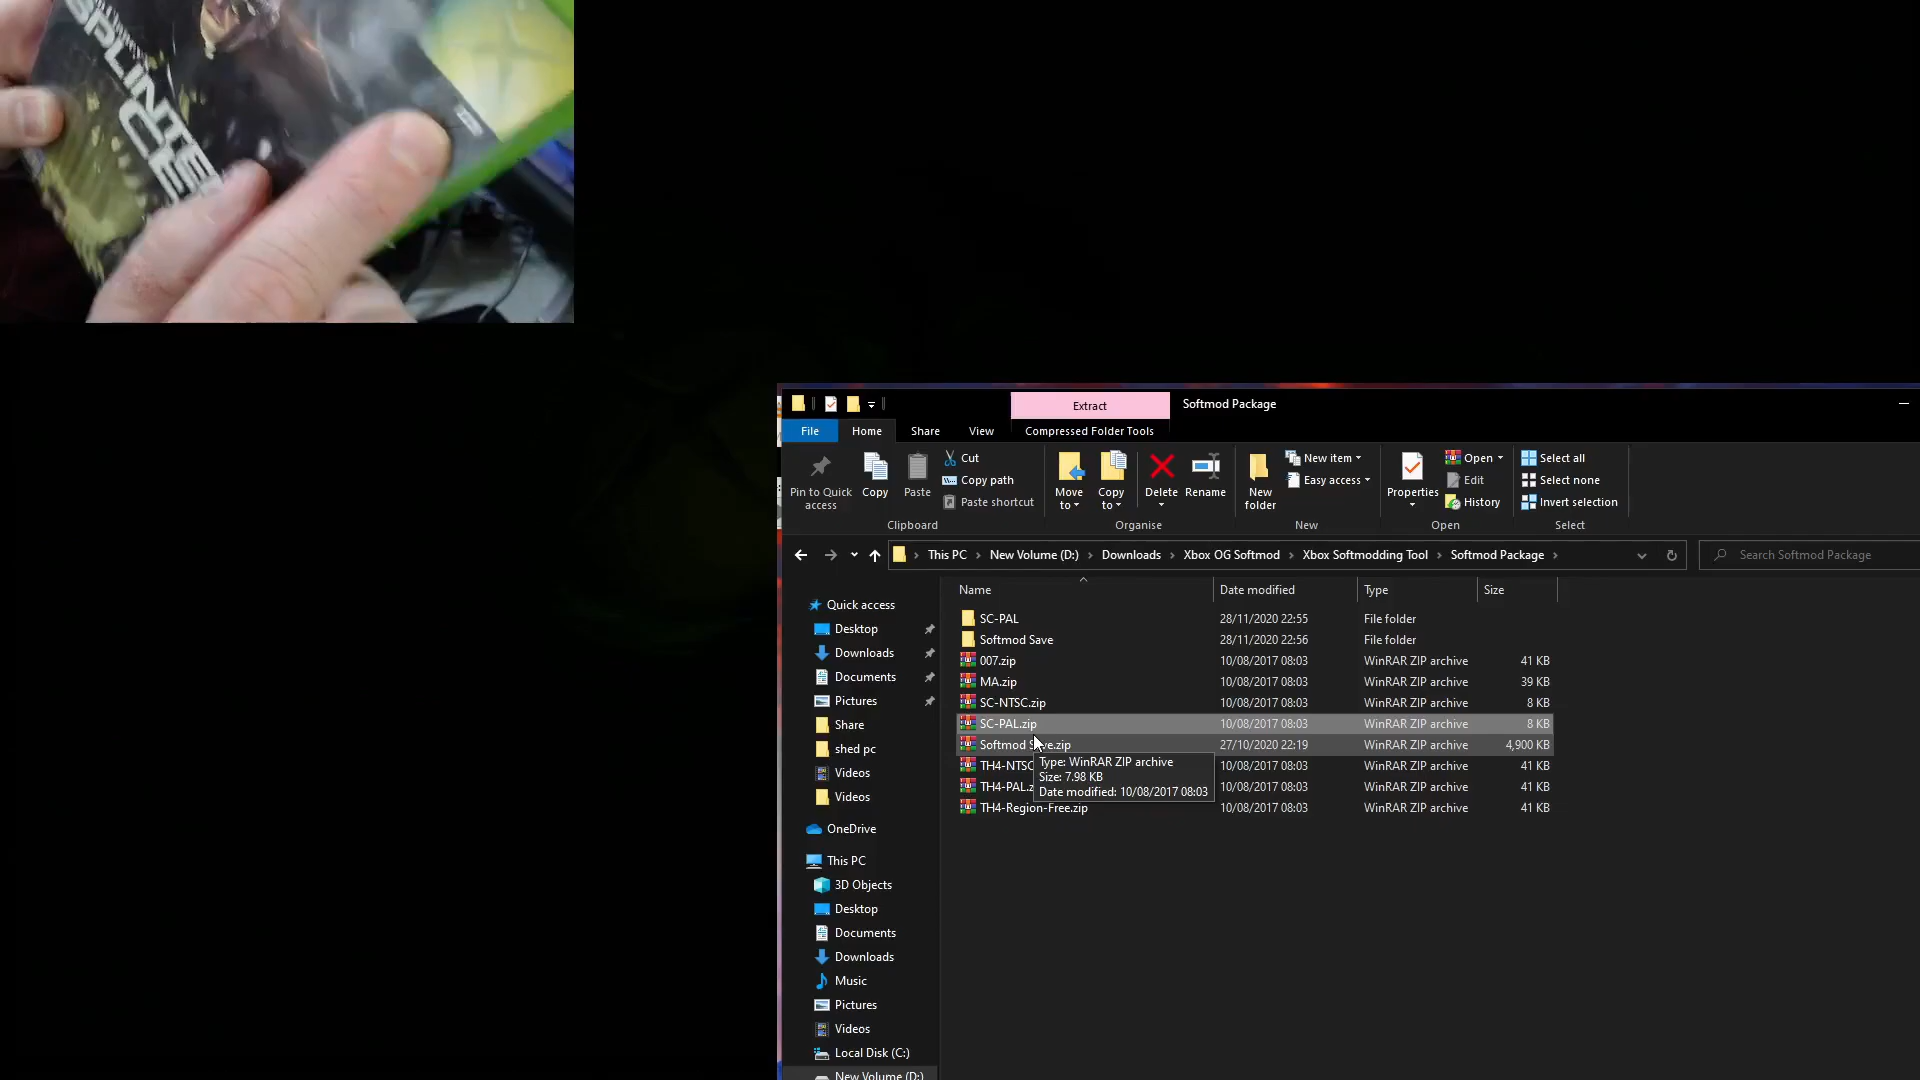 SPLINTER
CE
Extract
Softmod Package
File
Home
Share
View
Compressed Folder Tools
Pin to Quick access
Copy
Paste
Cut
Copy path
Paste shortcut
Move to
Copy to
Delete
Rename
New folder
New item
Easy access
Properties
Open
Edit
History
Select all
Select none
Invert selection
Clipboard
Organise
New
Open
Select
This PC > New Volume (D:) > Downloads > Xbox OG Softmod > Xbox Softmodding Tool > Softmod Package >
Search Softmod Package
Name Date modified Type Size
SC-PAL 28/11/2020 22:55 File folder
Softmod Save 28/11/2020 22:56 File folder
007.zip 10/08/2017 08:03 WinRAR ZIP archive 41 KB
MA.zip 10/08/2017 08:03 WinRAR ZIP archive 39 KB
SC-NTSC.zip 10/08/2017 08:03 WinRAR ZIP archive 8 KB
SC-PAL.zip 10/08/2017 08:03 WinRAR ZIP archive 8 KB
Softmod S ve.zip 27/10/2020 22:19 WinRAR ZIP archive 4,900 KB
TH4-NTSC 10/08/2017 08:03 WinRAR ZIP archive 41 KB
TH4-PAL.z 10/08/2017 08:03 WinRAR ZIP archive 41 KB
TH4-Region-Free.zip 10/08/2017 08:03 WinRAR ZIP archive 41 KB
Type: WinRAR ZIP archive
Size: 7.98 KB
Date modified: 10/08/2017 08:03
Quick access
Desktop
Downloads
Documents
Pictures
Share
shed pc
Videos
Videos
OneDrive
This PC
3D Objects
Desktop
Documents
Downloads
Music
Pictures
Videos
Local Disk (C:)
New Volume (D:)